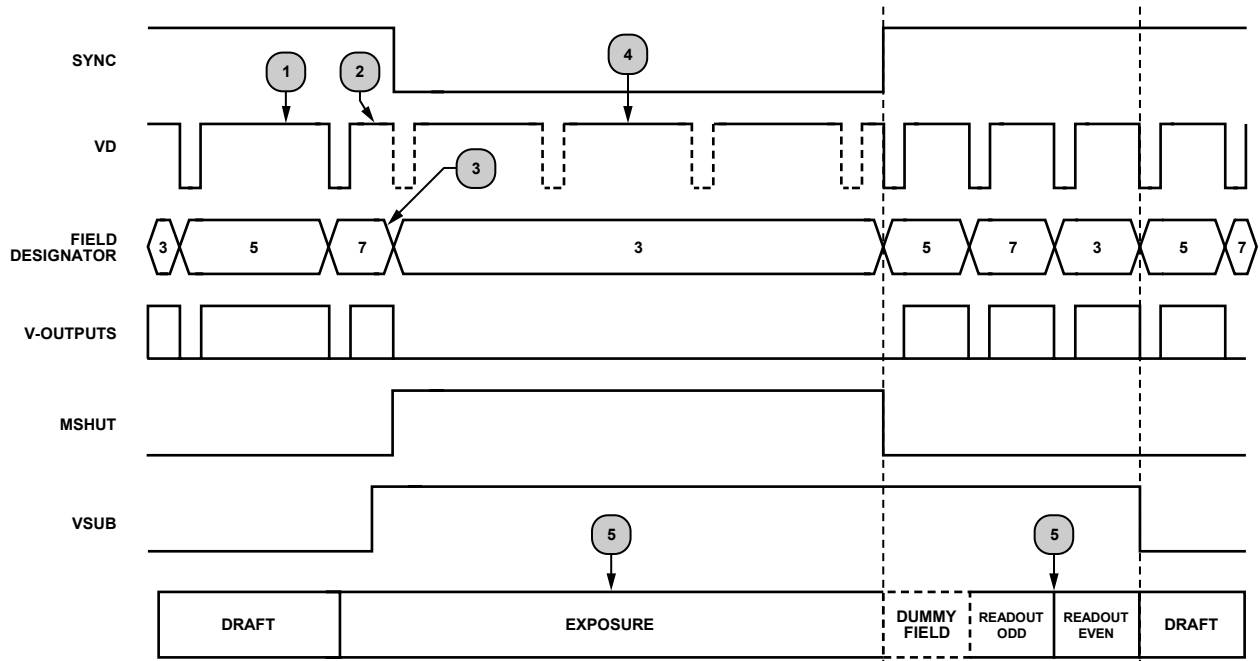 SYNC
1
2
4
VD
3
FIELD
DESIGNATOR
3
5
7
3
5
7
3
5
7
V-OUTPUTS
MSHUT
VSUB
5
5
DRAFT
EXPOSURE
DUMMY
FIELD
READOUT
ODD
READOUT
EVEN
DRAFT